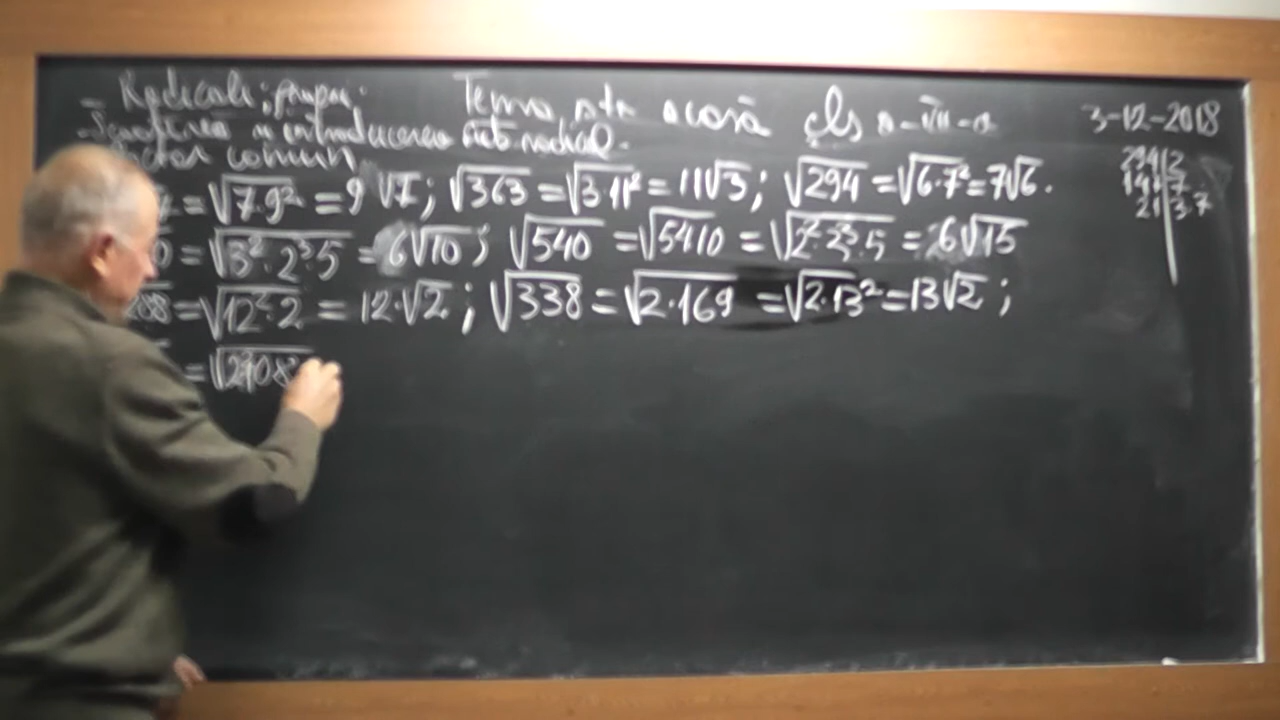 - Radicali; Tema ptr acasă cls a-VII-a 3-12-2018
introducerea sub radical.
factor comun
= √7·9² = 9√7; √363 = √3·11² = 11√3; √294 = √6·7² = 7√6.
0 = √3²·2³·5 = 6√10; √540 = √54·10 = √2²·3³·5 = 6√15
288 = √12²·2 = 12·√2; √338 = √2·169 = √2·13² = 13√2;
=
294|2
147|7
21|3·7